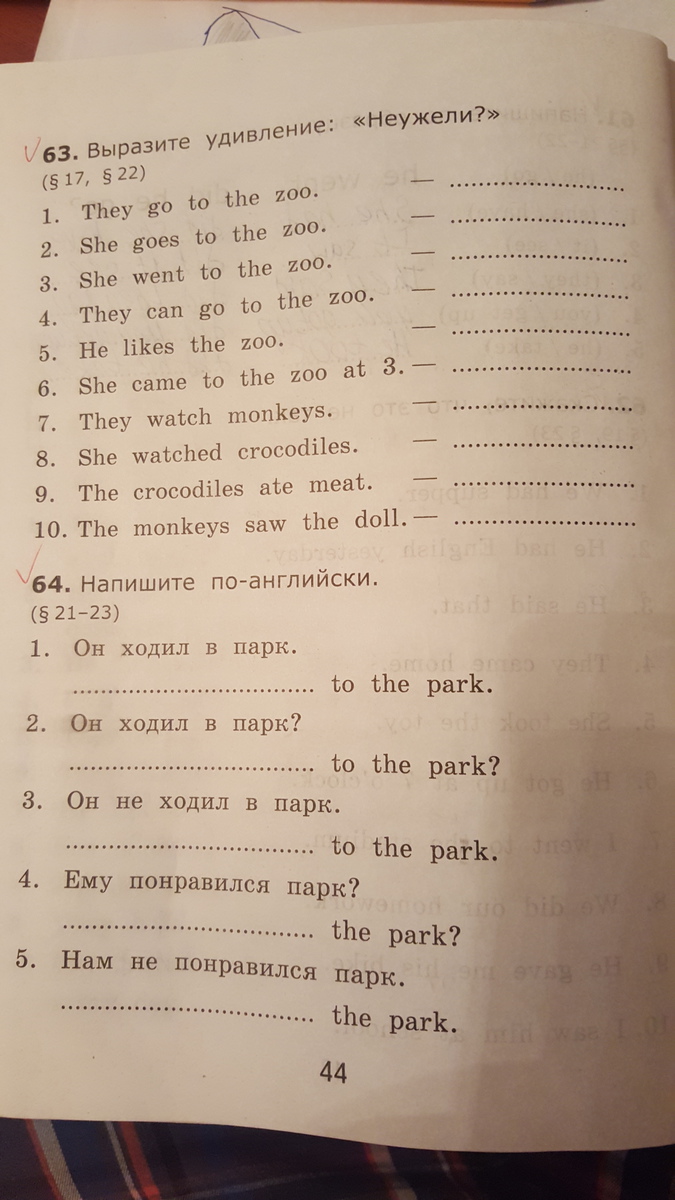 63. Выразите удивление: «Неужели?»
(§ 17, § 22)
1. They go to the zoo. — ........................
2. She goes to the zoo. — ........................
3. She went to the zoo. — ........................
4. They can go to the zoo. — ........................
5. He likes the zoo. — ........................
6. She came to the zoo at 3. — ........................
7. They watch monkeys. — ........................
8. She watched crocodiles. — ........................
9. The crocodiles ate meat. — ........................
10. The monkeys saw the doll. — ........................
64. Напишите по-английски.
(§ 21–23)
1. Он ходил в парк.
................................ to the park.
2. Он ходил в парк?
................................ to the park?
3. Он не ходил в парк.
................................ to the park.
4. Ему понравился парк?
................................ the park?
5. Нам не понравился парк.
................................ the park.
44